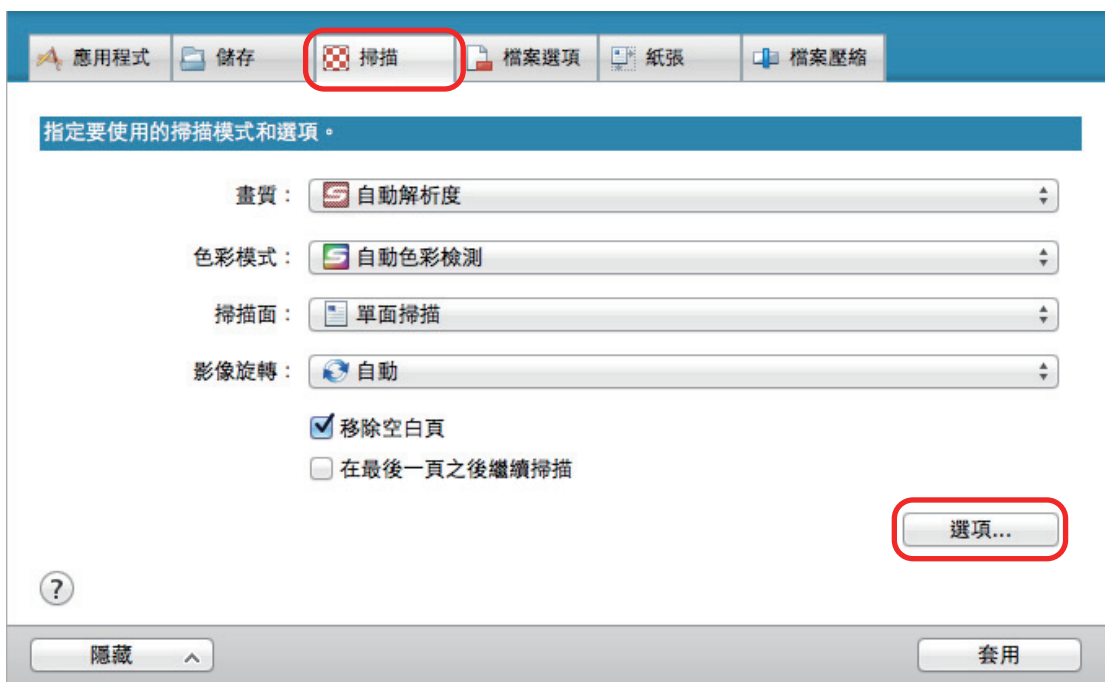 應用程式 儲存 掃描 檔案選項 紙張 檔案壓縮
指定要使用的掃描模式和選項。
畫質： 自動解析度
色彩模式： 自動色彩檢測
掃描面： 單面掃描
影像旋轉： 自動
移除空白頁
在最後一頁之後繼續掃描
選項...
?
隱藏 套用